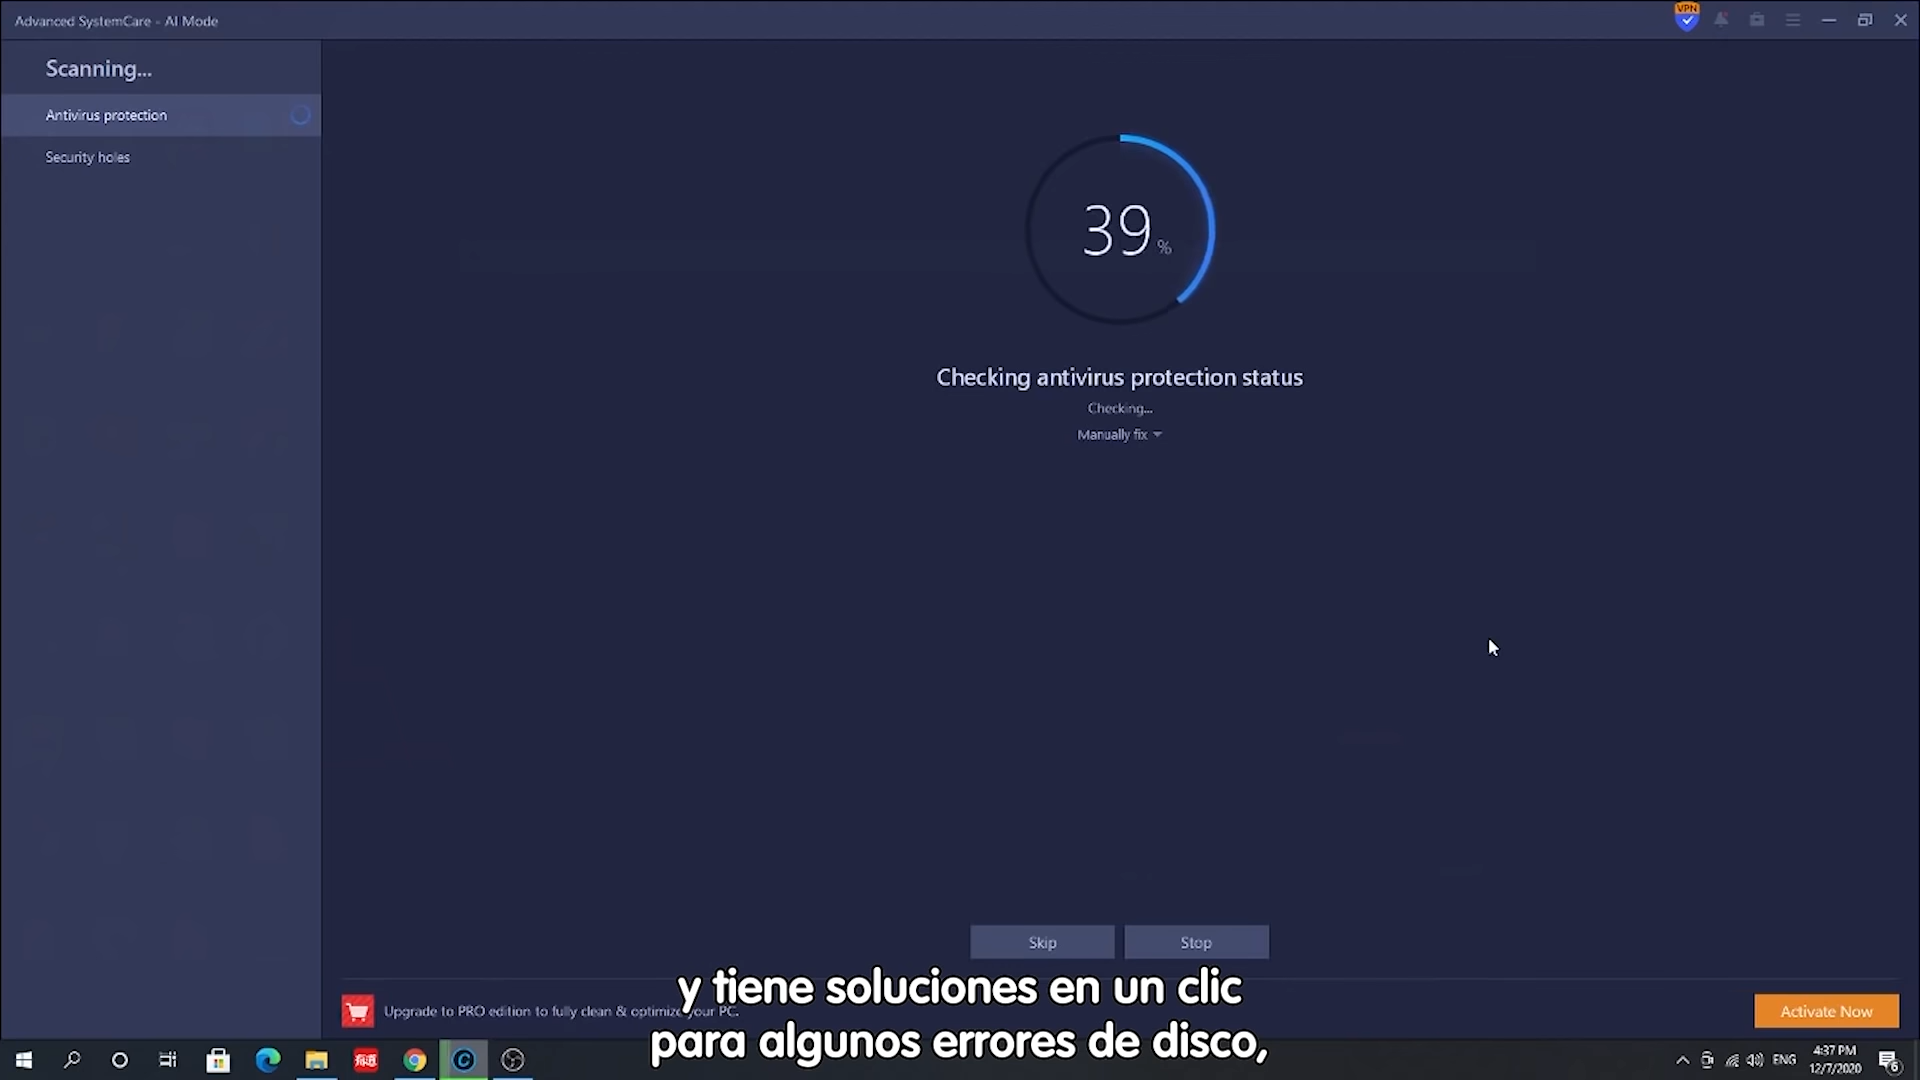 Advanced SystemCare - AI Mode
VPN
Scanning...
Antivirus protection
Security holes
39%
Checking antivirus protection status
Checking...
Manually fix
Skip
Stop
Upgrade to PRO edition to fully clean & optimize your PC.
Activate Now
y tiene soluciones en un clic
para algunos errores de disco,
ENG
4:37 PM
12/7/2020
6